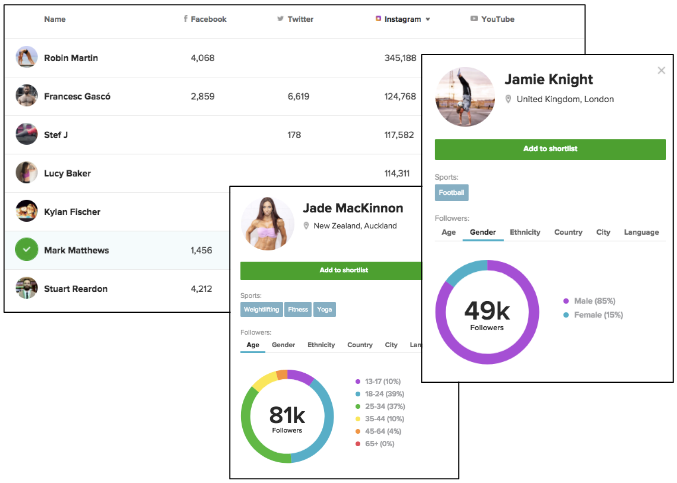 Name Facebook Twitter Instagram YouTube
Robin Martin 4,068 345,188
Francesc Gascó 2,859 6,619 124,768
Stef J 178 117,582
Lucy Baker 114,311
Kylan Fischer
Mark Matthews 1,456
Stuart Reardon 4,212
Jade MacKinnon
New Zealand, Auckland
Add to shortlist
Sports:
Weightlifting Fitness Yoga
Followers:
Age Gender Ethnicity Country City Lan
81k
Followers
13-17 (10%)
18-24 (39%)
25-34 (37%)
35-44 (10%)
45-64 (4%)
65+ (0%)
Jamie Knight
United Kingdom, London
Add to shortlist
Sports:
Football
Followers:
Age Gender Ethnicity Country City Language
49k
Followers
Male (85%)
Female (15%)